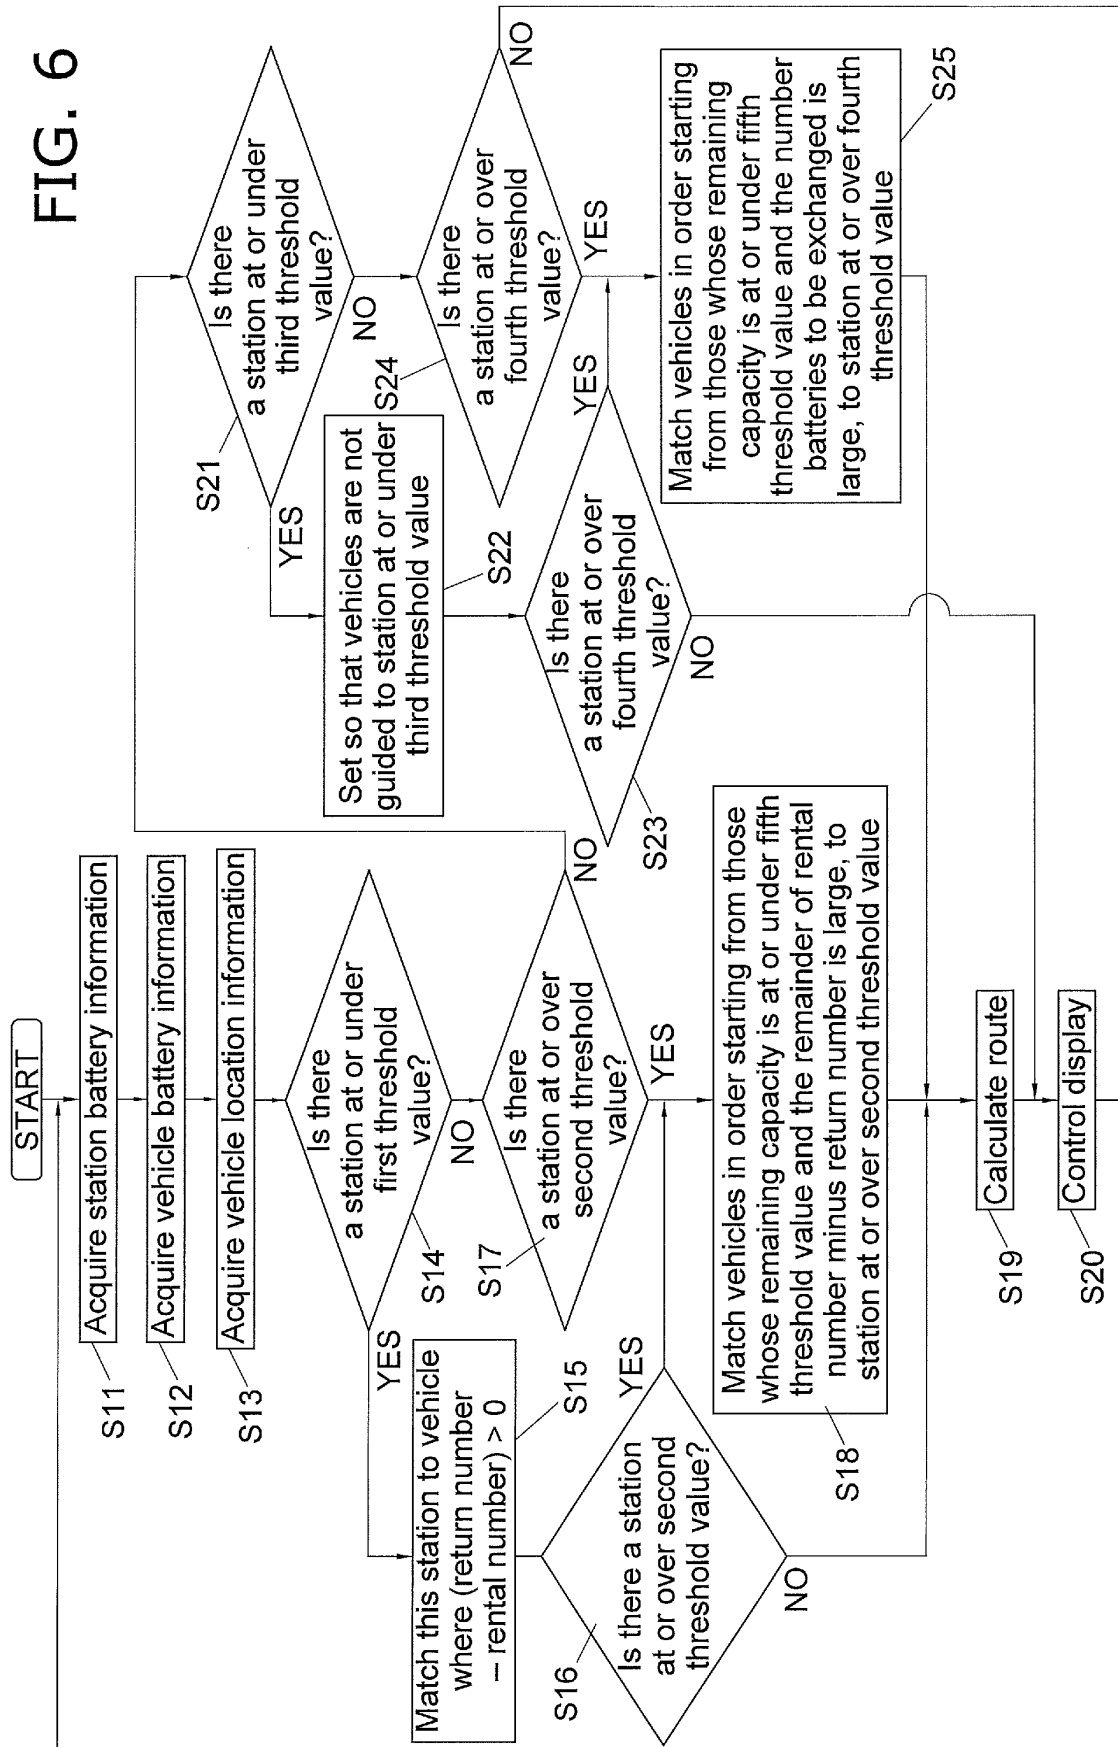 FIG. 6
START
Acquire station battery information
S11
Acquire vehicle battery information
S12
Acquire vehicle location information
S13
Is there
a station at or under
first threshold
value?
S14
YES
NO
Match this station to vehicle
where (return number
— rental number) > 0
S15
Is there a station
at or over second
threshold value?
S16
YES
NO
Is there
a station at or over
second threshold
value?
S17
YES
NO
Match vehicles in order starting from those
whose remaining capacity is at or under fifth
threshold value and the remainder of rental
number minus return number is large, to
station at or over second threshold value
S18
Calculate route
S19
Control display
S20
Is there
a station at or under
third threshold
value?
S21
YES
NO
Set so that vehicles are not
guided to station at or under
third threshold value
S22
Is there
a station at or over
fourth threshold
value?
S23
YES
NO
Is there
a station at or over
fourth threshold
value?
S24
YES
NO
Match vehicles in order starting
from those whose remaining
capacity is at or under fifth
threshold value and the number
batteries to be exchanged is
large, to station at or over fourth
threshold value
S25